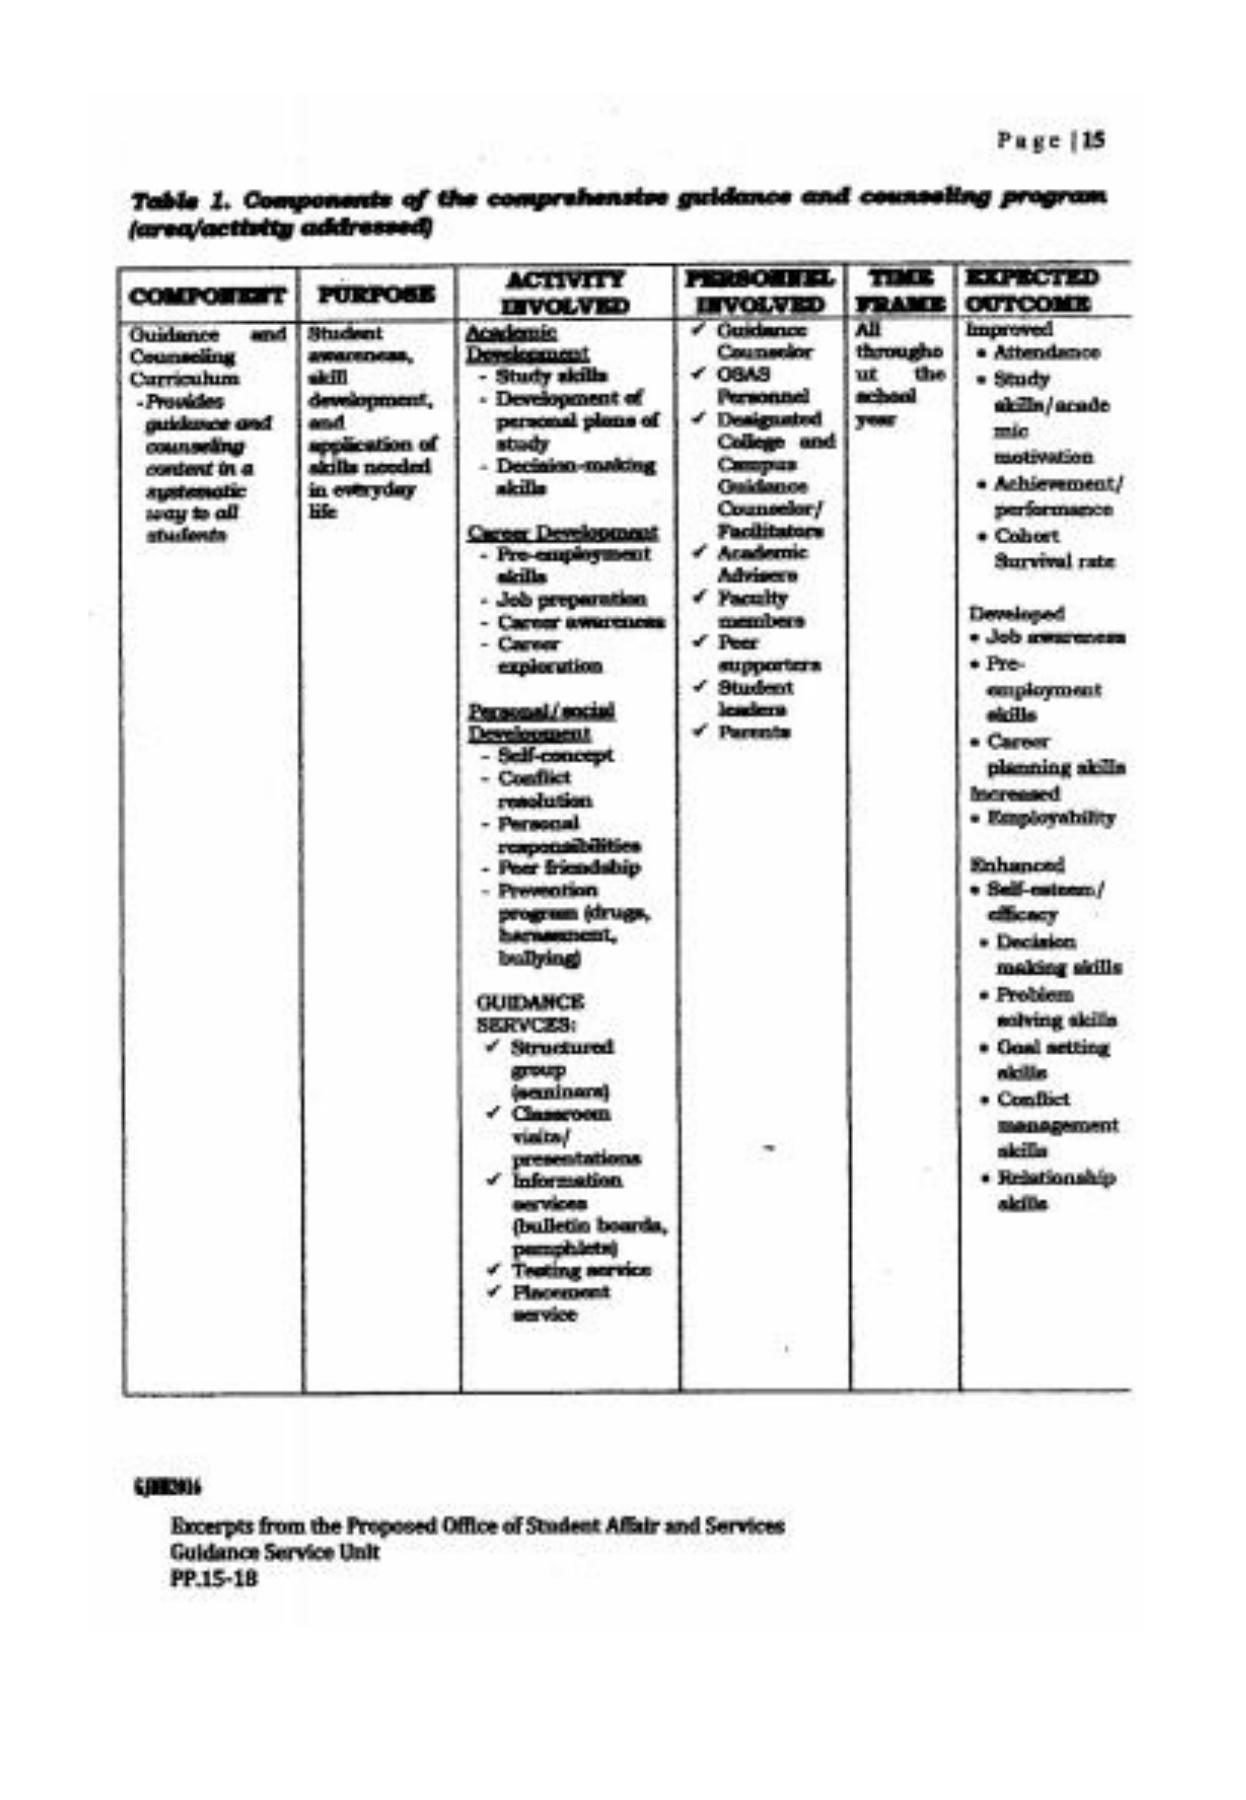 Page | 15
Table 1. Components of the comprehensive guidance and counseling program
(area/activity addressed)
COMPONENT
PURPOSE
ACTIVITY
INVOLVED
PERSONNEL
INVOLVED
TIME
FRAME
EXPECTED
OUTCOME
Guidance and
Counseling
Curriculum
-Provides
guidance and
counseling
content in a
systematic
way to all
students
Student
awareness,
skill
development,
and
application of
skills needed
in everyday
life
Academic
Development
- Study skills
- Development of
personal plans of
study
- Decision-making
skills
Career Development
- Pre-employment
skills
- Job preparation
- Career awareness
- Career
exploration
Personal/social
Development
- Self-concept
- Conflict
resolution
- Personal
responsibilities
- Peer friendship
- Prevention
program (drugs,
harassment,
bullying)
GUIDANCE
SERVCES:
✓ Structured
group
(seminars)
✓ Classroom
visits/
presentations
✓ Information
services
(bulletin boards,
pamphlets)
✓ Testing service
✓ Placement
service
✓ Guidance
Counselor
✓ OSAS
Personnel
✓ Designated
College and
Campus
Guidance
Counselor/
Facilitators
✓ Academic
Advisers
✓ Faculty
members
✓ Peer
supporters
✓ Student
leaders
✓ Parents
All
througho
ut the
school
year
Improved
• Attendance
• Study
skills/acade
mic
motivation
• Achievement/
performance
• Cohort
Survival rate
Developed
• Job awareness
• Pre-
employment
skills
• Career
planning skills
Increased
• Employability
Enhanced
• Self-esteem/
efficacy
• Decision
making skills
• Problem
solving skills
• Goal setting
skills
• Conflict
management
skills
• Relationship
skills
Excerpts from the Proposed Office of Student Affair and Services
Guidance Service Unit
PP.15-18